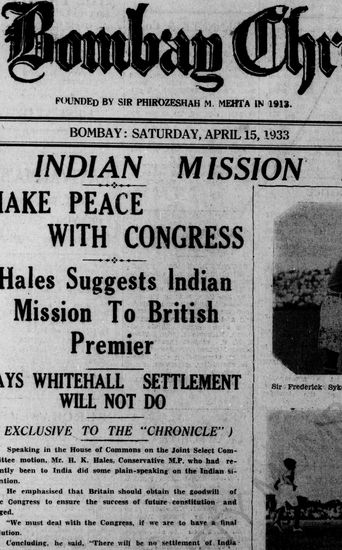 Bombay Chr
FOUNDED BY SIR PHIROZESHAH M. MEHTA IN 1913.
BOMBAY: SATURDAY, APRIL 15, 1933
INDIAN MISSION
MAKE PEACE
WITH CONGRESS
Hales Suggests Indian
Mission To British
Premier
AYS WHITEHALL SETTLEMENT
WILL NOT DO
EXCLUSIVE TO THE "CHRONICLE")
Speaking in the House of Commons on the Joint Select Com-
ittee motion, Mr. H. K. Hales, Conservative M.P. who had re-
ntly been to India did some plain-speaking on the Indian si-
ention.
He emphasised that Britain should obtain the goodwill of
e Congress to ensure the success of future constitution and
ged.
"We must deal with the Congress, if we are to have a final
lution.
Concluding, he said, "There will be no settlement of India
Sir Frederick Syk